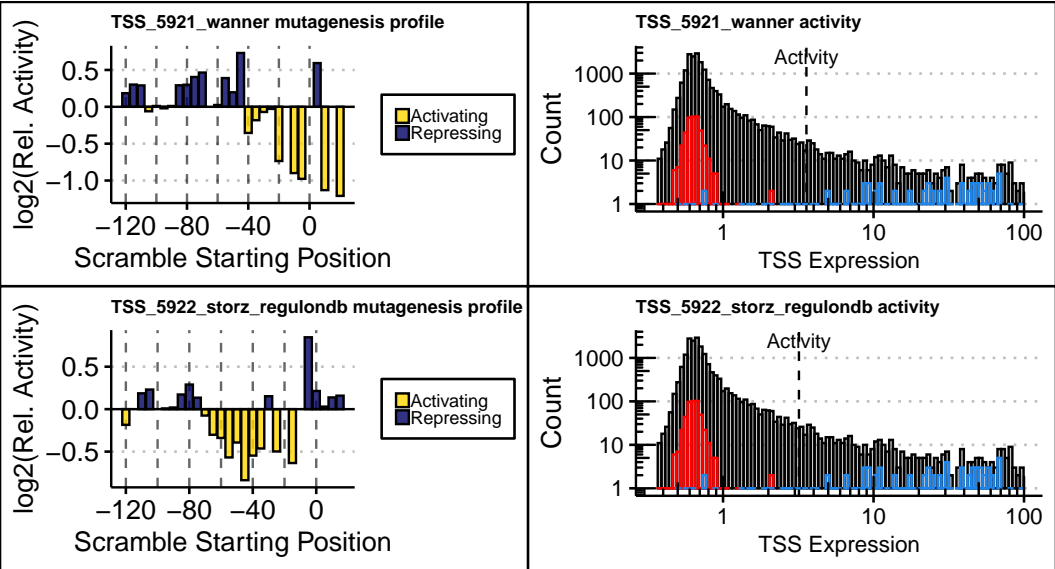 TSS_5921_wanner mutagenesis profile
log2(Rel. Activity)
0.5
0.0
−0.5
−1.0
−120 −80 −40 0
Scramble Starting Position
Activating
Repressing
TSS_5921_wanner activity
Activity
Count
1000
100
10
1
1 10 100
TSS Expression
TSS_5922_storz_regulondb mutagenesis profile
log2(Rel. Activity)
0.5
0.0
−0.5
−120 −80 −40 0
Scramble Starting Position
Activating
Repressing
TSS_5922_storz_regulondb activity
Activity
Count
1000
100
10
1
1 10 100
TSS Expression